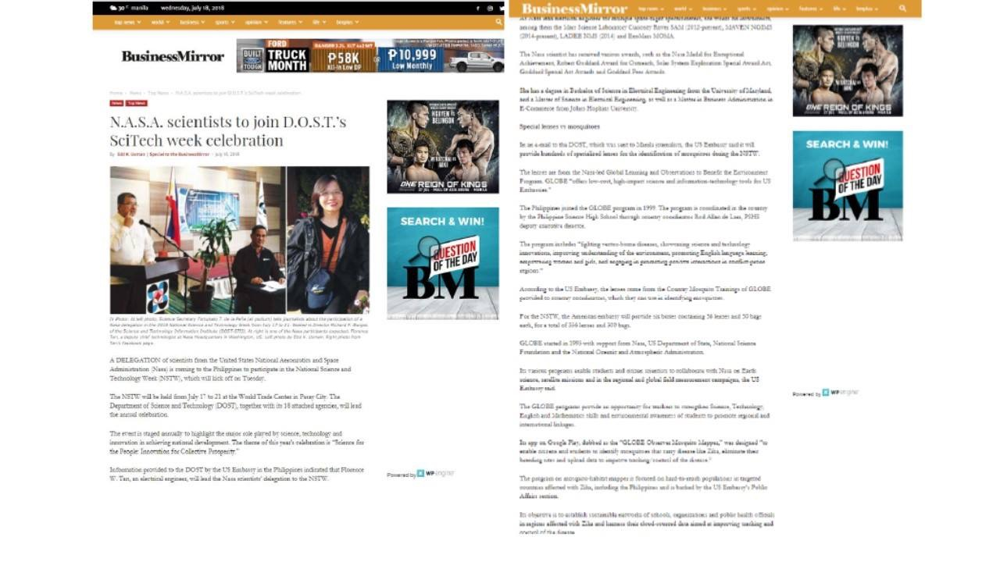 30 C manila wednesday, july 18, 2018
top news world business sports opinion features life bmplus
BusinessMirror
FORD
BUILT TOUGH
TRUCK MONTH
RANGER 2.2L XLT 4x2 MT
₱58K
All-in Low DP
OR
₱10,999
Low Monthly
Home News Top News N.A.S.A. scientists to join D.O.S.T.'s SciTech week celebration
News Top News
N.A.S.A. scientists to join D.O.S.T.'s
SciTech week celebration
By Edd K. Usman | Special to the BusinessMirror - July 16, 2018
In Photo: At left photo, Science Secretary Fortunato T. de la Peña (at podium) tells journalists about the participation of a
Nasa delegation in the 2018 National Science and Technology Week from July 17 to 21. Seated is Director Richard P. Burgos
of the Science and Technology Information Institute (DOST-STII). At right is one of the Nasa participants expected, Florence
Tan, a deputy chief technologist at Nasa Headquarters in Washington, US. Left photo by Edd K. Usman. Right photo from
Tan's Facebook page.
A DELEGATION of scientists from the United States National Aeronautics and Space
Administration (Nasa) is coming to the Philippines to participate in the National Science and
Technology Week (NSTW), which will kick off on Tuesday.
The NSTW will be held from July 17 to 21 at the World Trade Center in Pasay City. The
Department of Science and Technology (DOST), together with its 18 attached agencies, will lead
the annual celebration.
The event is staged annually to highlight the major role played by science, technology and
innovation in achieving national development. The theme of this year's celebration is "Science for
the People: Innovation for Collective Prosperity."
Information provided to the DOST by the US Embassy in the Philippines indicated that Florence
W. Tan, an electrical engineer, will lead the Nasa scientists' delegation to the NSTW.
NGUYEN
VS
BELINGON
ONE REIGN OF KINGS
27 JUL MALL OF ASIA ARENA MANILA
SEARCH & WIN!
QUESTION
OF THE DAY
BM
Powered by WP engine
BusinessMirror
top news world business sports opinion features life bmplus
among them the Mars Science Laboratory Curiosity Rover SAM (2012-present), MAVEN NGIMS
(2014-present), LADEE NMS (2014) and ExoMars MOMA.
The Nasa scientist has received various awards, such as the Nasa Medal for Exceptional
Achievement, Robert Goddard Award for Outreach, Solar System Exploration Special Award Act,
Goddard Special Act Awards and Goddard Peer Awards.
She has a degree in Bachelor of Science in Electrical Engineering from the University of Maryland,
and a Master of Science in Electrical Engineering, as well as a Master in Business Administration in
E-Commerce from Johns Hopkins University.
Special lenses vs mosquitoes
In an e-mail to the DOST, which was sent to Manila journalists, the US Embassy said it will
provide hundreds of specialized lenses for the identification of mosquitoes during the NSTW.
The lenses are from the Nasa-led Global Learning and Observations to Benefit the Environment
Program. GLOBE "offers low-cost, high-impact science and information-technology tools for US
Embassies."
The Philippines joined the GLOBE program in 1999. The program is coordinated in the country
by the Philippine Science High School through country coordinator Rod Allan de Lara, PSHS
deputy executive director.
The program includes "fighting vector-borne diseases, showcasing science and technology
innovations, improving understanding of the environment, promoting English language learning,
empowering women and girls, and engaging in promoting positive interactions in conflict-prone
regions."
According to the US Embassy, the lenses come from the Country Mosquito Trainings of GLOBE
provided to country coordinators, which they can use in identifying mosquitoes.
For the NSTW, the American embassy will provide six boxes containing 56 lenses and 50 bags
each, for a total of 336 lenses and 300 bags.
GLOBE started in 1995 with support from Nasa, US Department of State, National Science
Foundation and the National Oceanic and Atmospheric Administration.
Its various programs enable students and citizen scientists to collaborate with Nasa on Earth
science, satellite missions and in the regional and global field measurement campaigns, the US
Embassy said.
The GLOBE programs provide an opportunity for teachers to strengthen Science, Technology,
English and Mathematics skills and environmental awareness of students to promote regional and
international linkages.
Its app on Google Play, dubbed as the "GLOBE Observer Mosquito Mapper," was designed "to
enable citizens and students to identify mosquitoes that carry disease like Zika, eliminate their
breeding sites and upload data to improve tracking/control of the disease."
The program on mosquito-habitat mapper is focused on hard-to-reach populations in targeted
countries affected with Zika, including the Philippines and is backed by the US Embassy's Public
Affairs section.
Its objective is to establish sustainable networks of schools, organizations and public health officials
in regions affected with Zika and harness their cloud-sourced data aimed at improving tracking and
control of the disease.
ONE REIGN OF KINGS
27 JUL MALL OF ASIA ARENA MANILA
SEARCH & WIN!
QUESTION
OF THE DAY
BM
Powered by WP engine